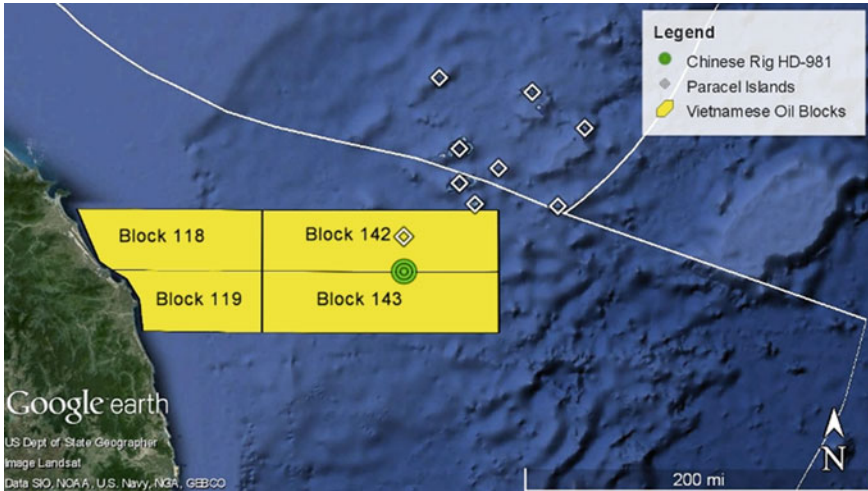 Legend
Chinese Rig HD-981
Paracel Islands
Vietnamese Oil Blocks
Block 118
Block 142
Block 119
Block 143
Google earth
US Dept of State Geographer
Image Landsat
Data SIO, NOAA, U.S. Navy, NGA, GEBCO
200 mi
N